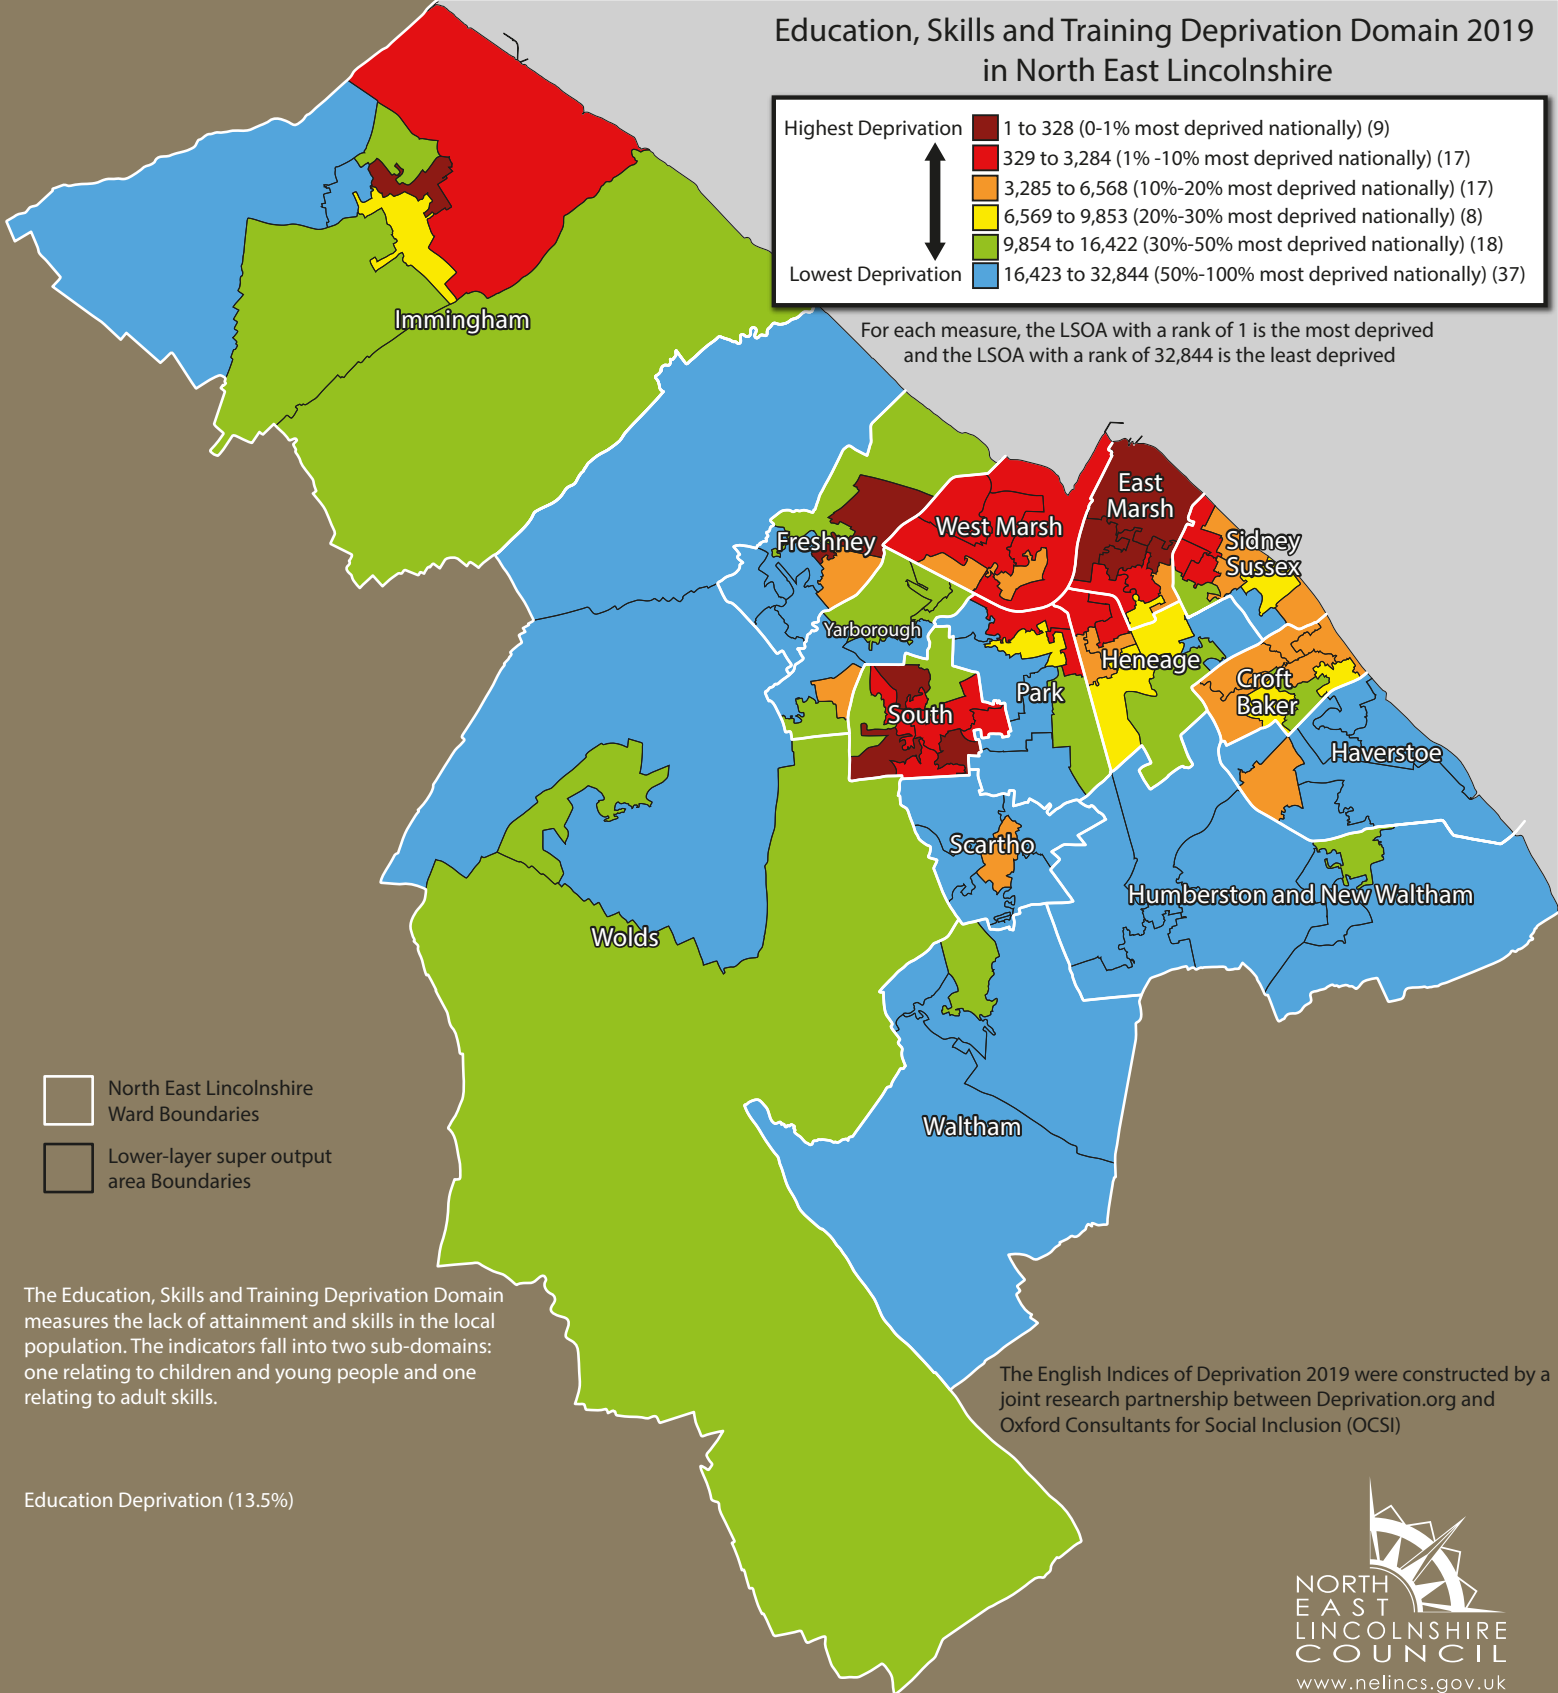 Education, Skills and Training Deprivation Domain 2019
in North East Lincolnshire
Highest Deprivation
1 to 328 (0-1% most deprived nationally) (9)
329 to 3,284 (1% -10% most deprived nationally) (17)
3,285 to 6,568 (10%-20% most deprived nationally) (17)
6,569 to 9,853 (20%-30% most deprived nationally) (8)
9,854 to 16,422 (30%-50% most deprived nationally) (18)
Lowest Deprivation
16,423 to 32,844 (50%-100% most deprived nationally) (37)
For each measure, the LSOA with a rank of 1 is the most deprived
and the LSOA with a rank of 32,844 is the least deprived
Immingham
East
Marsh
West Marsh
Freshney
Sidney
Sussex
Yarborough
Heneage
Croft
Baker
Park
South
Haverstoe
Scartho
Humberston and New Waltham
Wolds
Waltham
North East Lincolnshire
Ward Boundaries
Lower-layer super output
area Boundaries
The Education, Skills and Training Deprivation Domain
measures the lack of attainment and skills in the local
population. The indicators fall into two sub-domains:
one relating to children and young people and one
relating to adult skills.
Education Deprivation (13.5%)
The English Indices of Deprivation 2019 were constructed by a
joint research partnership between Deprivation.org and
Oxford Consultants for Social Inclusion (OCSI)
NORTH
EAST
LINCOLNSHIRE
COUNCIL
www.nelincs.gov.uk